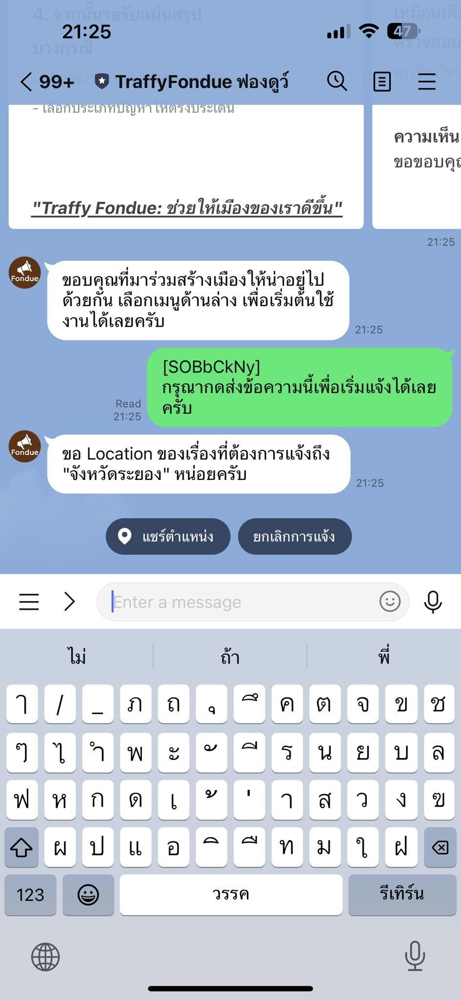 4. จากนั้นรอรับแผ่นสรุป
เหมือนเดิม
21:25
47
บางกรณี
ตรวจสอบ
99+ TraffyFondue ฟองดูว์
- เลือกประเภทปัญหาให้ตรงประเด็น
ความเห็น
ขอขอบคุณ
"Traffy Fondue: ช่วยให้เมืองของเราดีขึ้น"
21:25
Fondue
ขอบคุณที่มาร่วมสร้างเมืองให้น่าอยู่ไป
ด้วยกัน เลือกเมนูด้านล่าง เพื่อเริ่มต้นใช้
งานได้เลยครับ
21:25
[SOBbCkNy]
กรุณากดส่งข้อความนี้เพื่อเริ่มแจ้งได้เลย
ครับ
Read
21:25
Fondue
ขอ Location ของเรื่องที่ต้องการแจ้งถึง
"จังหวัดระยอง" หน่อยครับ
21:25
แชร์ตำแหน่ง ยกเลิกการแจ้ง
Enter a message
ไม่ ถ้า พี่
ๅ / _ ภ ถ ุ ึ ค ต จ ข ช
ๆ ไ ำ พ ะ ั ี ร น ย บ ล
ฟ ห ก ด เ ้ ่ า ส ว ง ฃ
ผ ป แ อ ิ ื ท ม ใ ฝ
123 วรรค รีเทิร์น